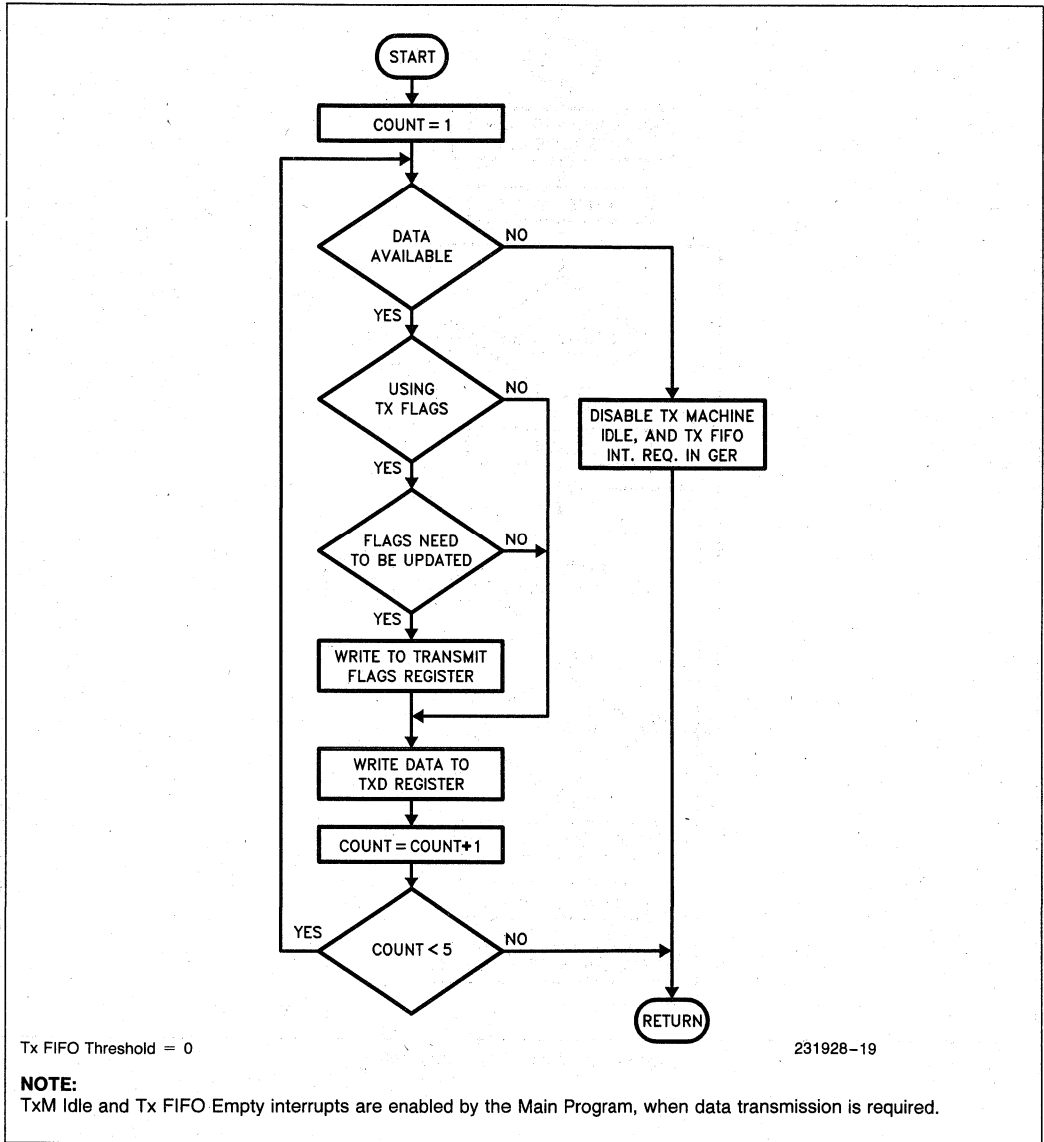 START
COUNT = 1
DATA
AVAILABLE
NO
YES
USING
TX FLAGS
NO
DISABLE TX MACHINE
IDLE, AND TX FIFO
INT. REQ. IN GER
YES
FLAGS NEED
TO BE UPDATED
NO
YES
WRITE TO TRANSMIT
FLAGS REGISTER
WRITE DATA TO
TXD REGISTER
COUNT = COUNT+1
YES
COUNT < 5
NO
RETURN
Tx FIFO Threshold = 0
231928-19
NOTE:
TxM Idle and Tx FIFO Empty interrupts are enabled by the Main Program, when data transmission is required.